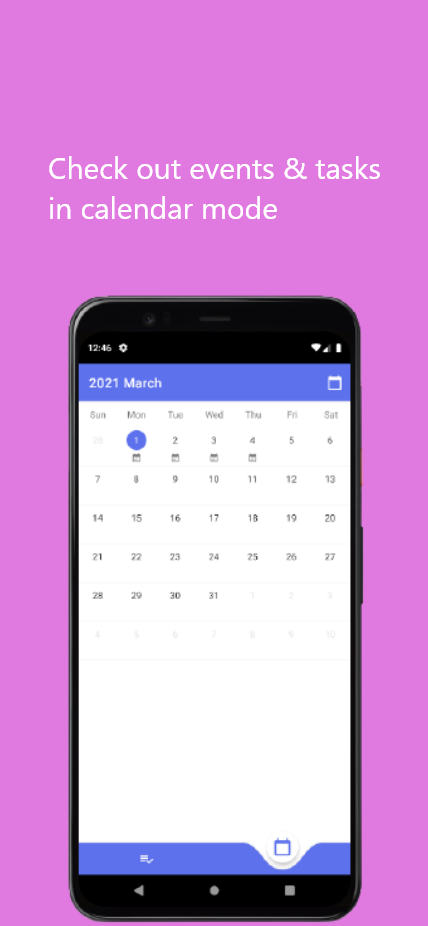 Check out events & tasks
in calendar mode
12:46
2021 March
Sun Mon Tue Wed Thu Fri Sat
28 1 2 3 4 5 6
7 8 9 10 11 12 13
14 15 16 17 18 19 20
21 22 23 24 25 26 27
28 29 30 31 1 2 3
4 5 6 7 8 9 10